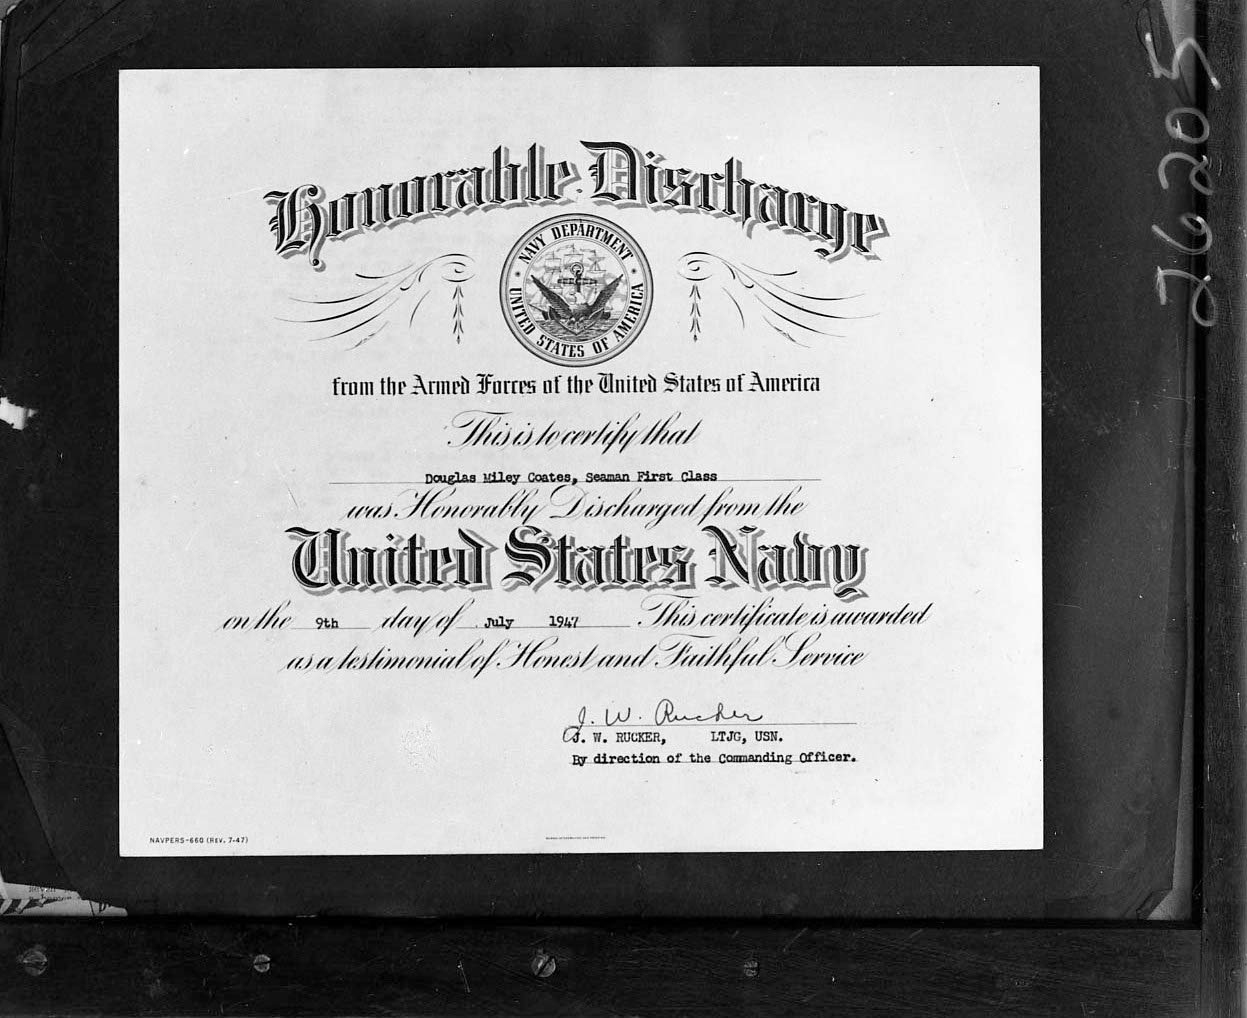 Honorable Discharge
NAVY DEPARTMENT
UNITED STATES OF AMERICA
from the Armed Forces of the United States of America
This is to certify that
Douglas Miley Coates, Seaman First Class
was Honorably Discharged from the
United States Navy
on the 9th day of July 1947 This certificate is awarded
as a testimonial of Honest and Faithful Service
J. W. Rucker
J. W. RUCKER, LTJG, USN.
By direction of the Commanding Officer.
NAVPERS-660 (REV. 7-47)
26205